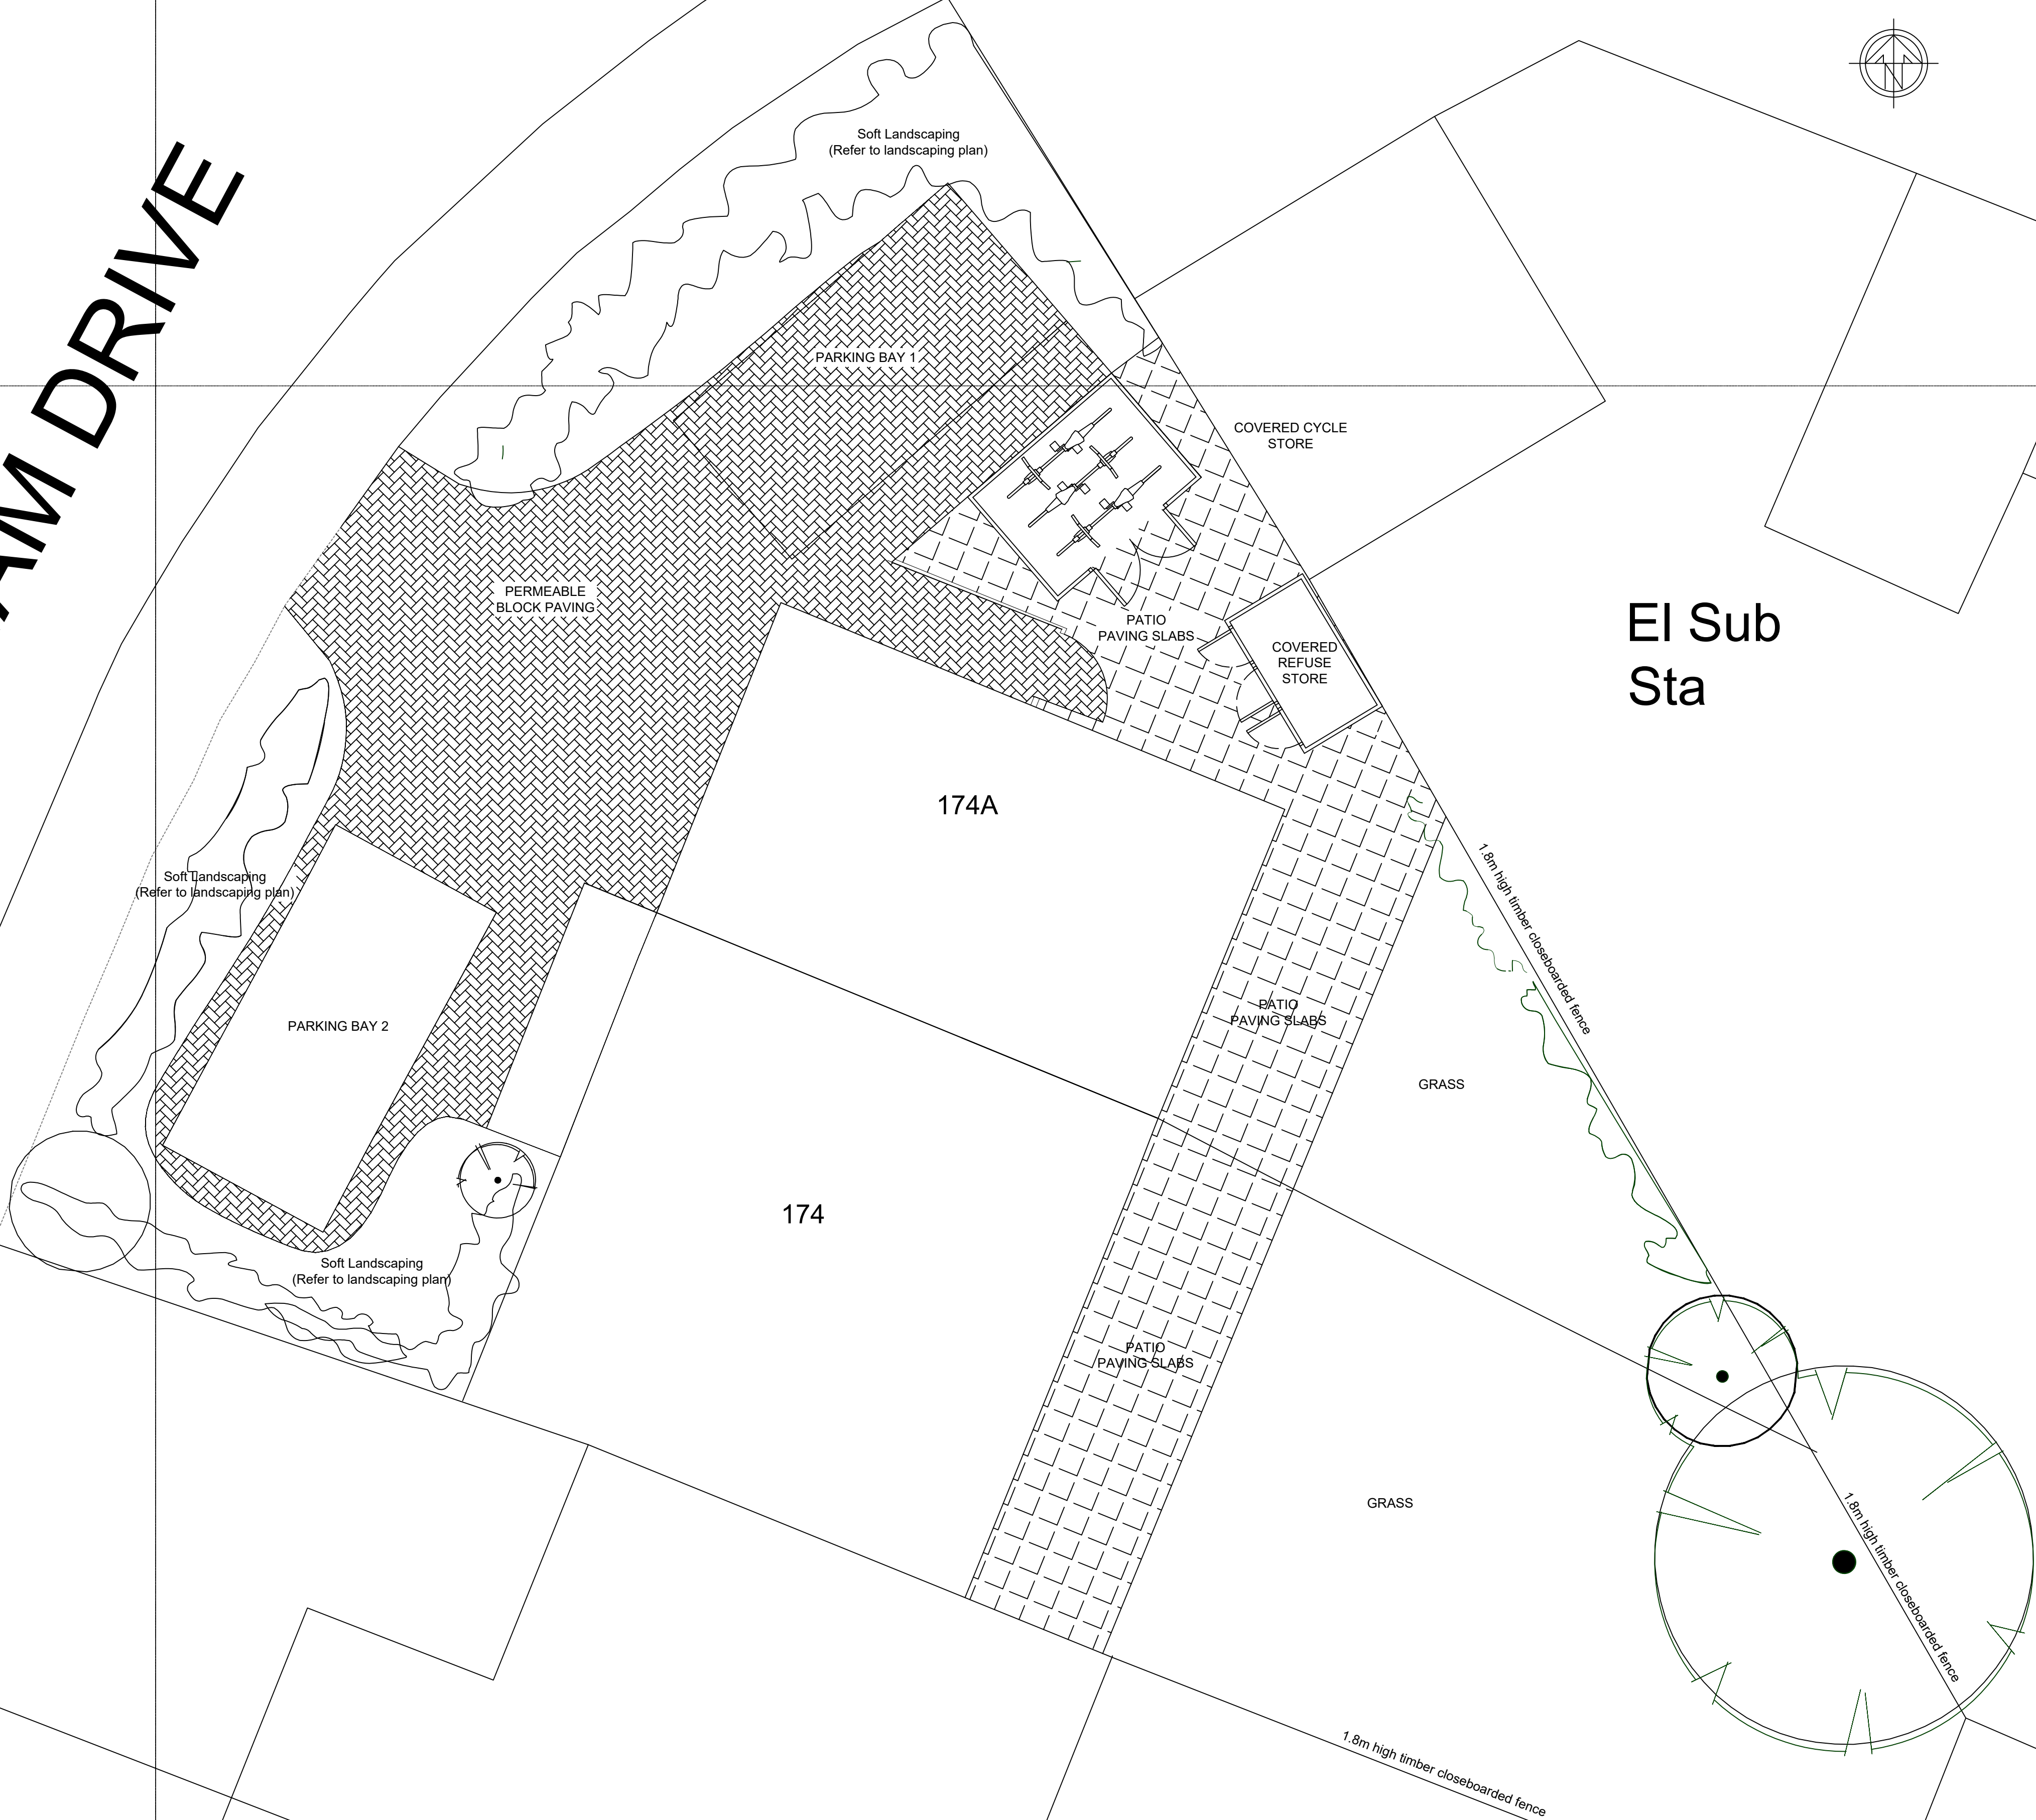 Soft Landscaping
(Refer to landscaping plan)
N
DRIVE
PARKING BAY 1
COVERED CYCLE
STORE
PERMEABLE
BLOCK PAVING
PATIO
PAVING SLABS
COVERED
REFUSE
STORE
El Sub
Sta
174A
Soft Landscaping
(Refer to landscaping plan)
1.8m high timber closeboarded fence
PATIO
PAVING SLABS
PARKING BAY 2
GRASS
174
Soft Landscaping
(Refer to landscaping plan)
PATIO
PAVING SLABS
GRASS
1.8m high timber closeboarded fence
1.8m high timber closeboarded fence